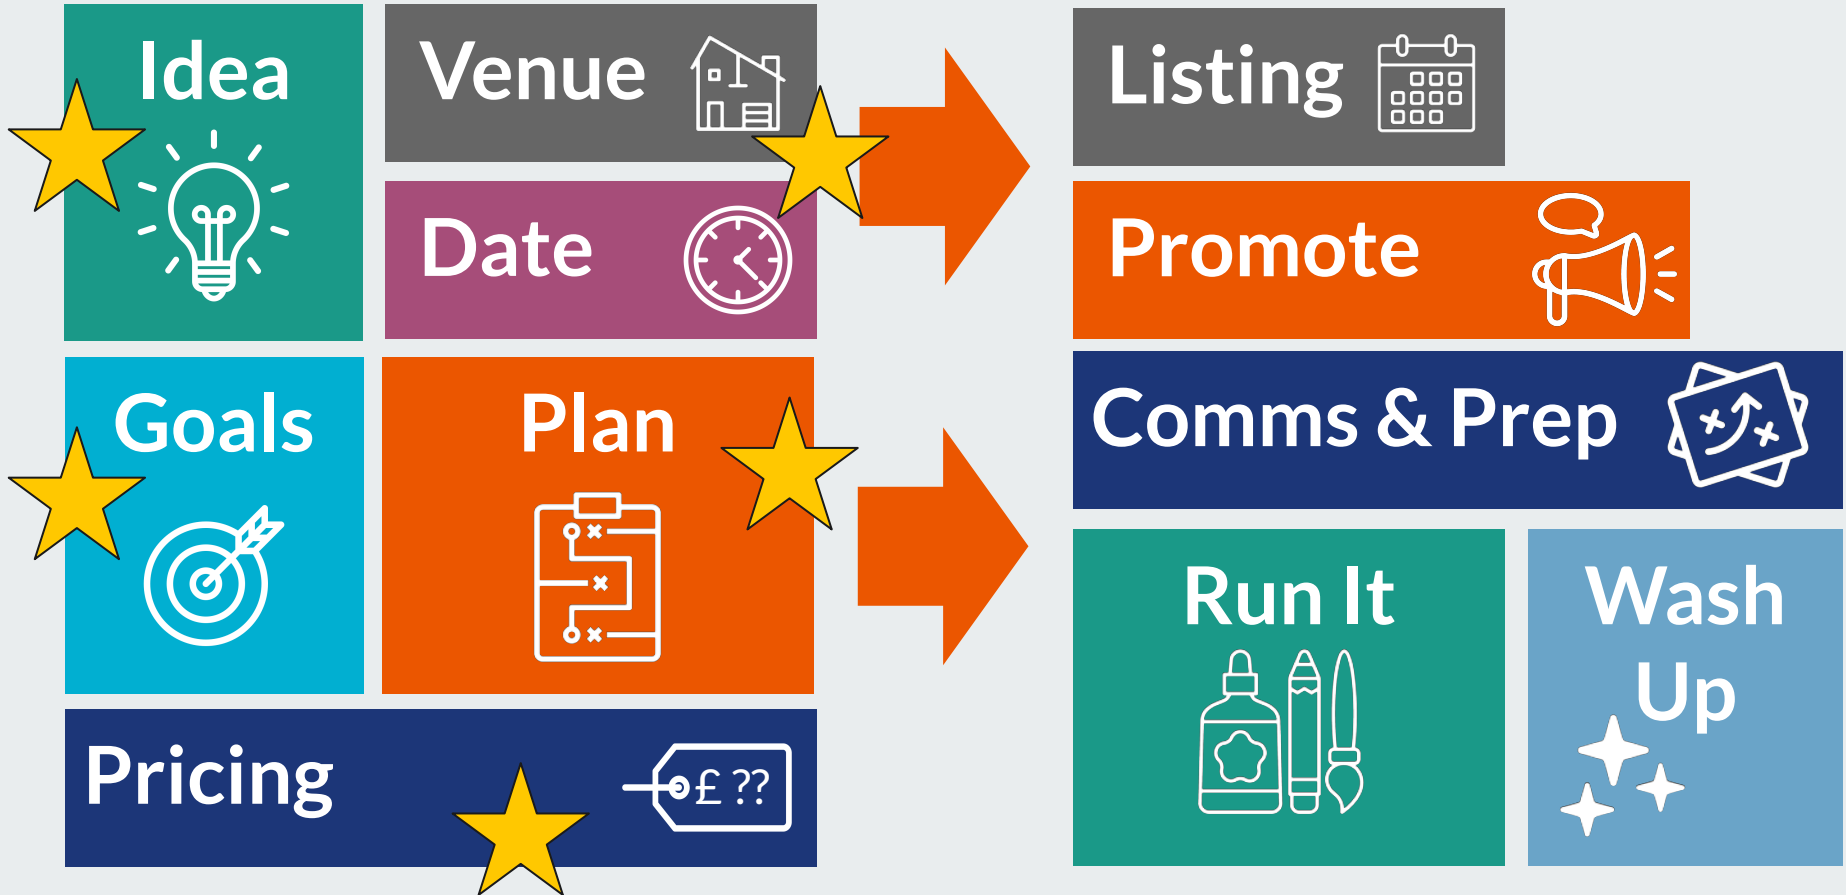 Idea
Venue
Date
Goals
Plan
Pricing
£ ??
Listing
Promote
Comms & Prep
Run It
Wash
Up